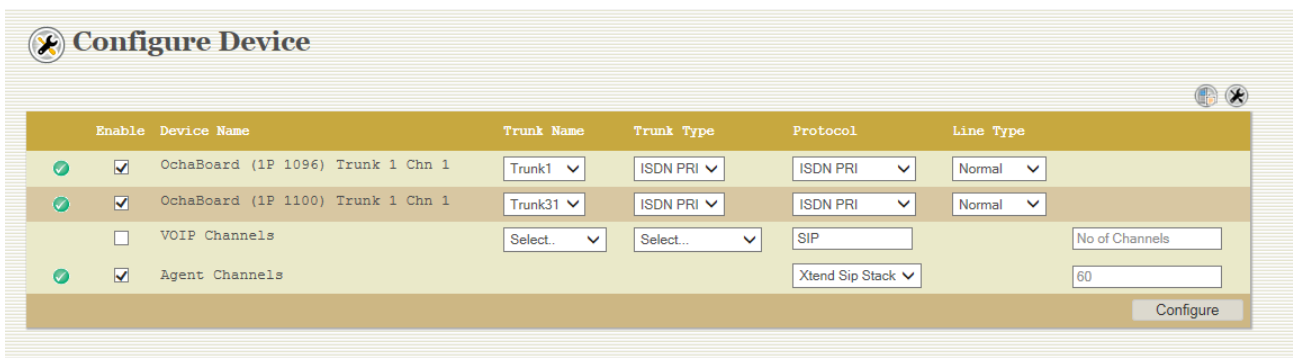 Configure Device
Enable Device Name Trunk Name Trunk Type Protocol Line Type
OchaBoard (1P 1096) Trunk 1 Chn 1 Trunk1 ISDN PRI ISDN PRI Normal
OchaBoard (1P 1100) Trunk 1 Chn 1 Trunk31 ISDN PRI ISDN PRI Normal
VOIP Channels Select.. Select... SIP No of Channels
Agent Channels Xtend Sip Stack 60
Configure